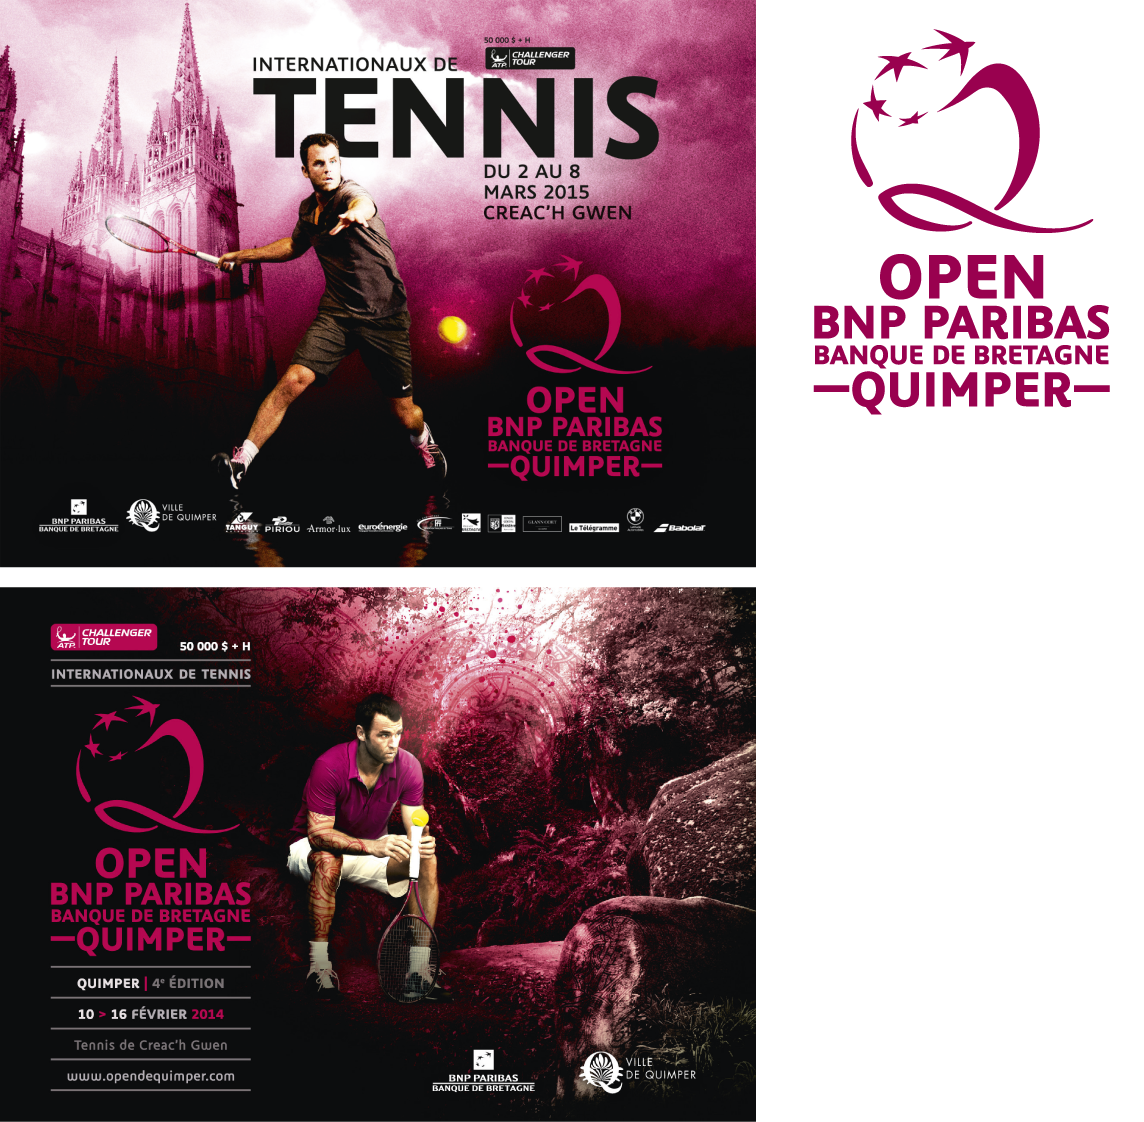 50 000 $ + H
ATP CHALLENGER TOUR
INTERNATIONAUX DE
TENNIS
DU 2 AU 8
MARS 2015
CREAC'H GWEN
OPEN
BNP PARIBAS
BANQUE DE BRETAGNE
QUIMPER
BNP PARIBAS
BANQUE DE BRETAGNE
VILLE
DE QUIMPER
TANGUY
PIRIOU
Armor·lux
euroénergie
Le Télégramme
Babolat
OPEN
BNP PARIBAS
BANQUE DE BRETAGNE
QUIMPER
ATP CHALLENGER TOUR
50 000 $ + H
INTERNATIONAUX DE TENNIS
OPEN
BNP PARIBAS
BANQUE DE BRETAGNE
QUIMPER
QUIMPER | 4e ÉDITION
10 > 16 FÉVRIER 2014
Tennis de Creac'h Gwen
www.opendequimper.com
BNP PARIBAS
BANQUE DE BRETAGNE
VILLE
DE QUIMPER